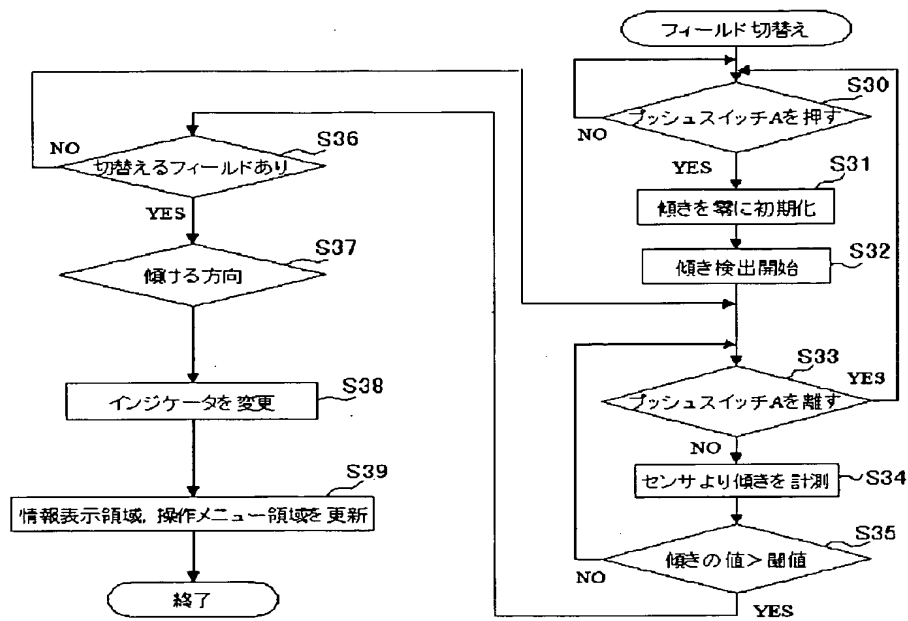 フィールド切替え
S30
プッシュスイッチAを押す
NO
YES
S31
傾きを零に初期化
S32
傾き検出開始
S33
プッシュスイッチAを離す
YES
NO
センサより傾きを計測
S34
S35
傾きの値>閾値
NO
YES
S36
切替えるフィールドあり
NO
YES
S37
傾ける方向
S38
インジケータを変更
S39
情報表示領域,操作メニュー領域を更新
終了